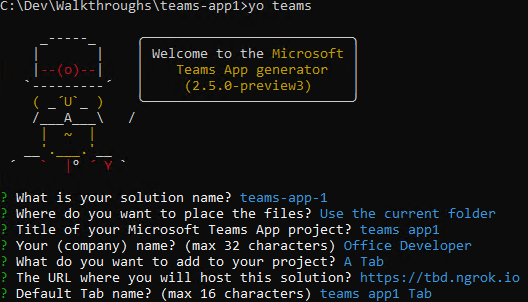 C:\Dev\Walkthroughs\teams-app1>yo teams
Welcome to the Microsoft
Teams App generator
(2.5.0-preview3)
? What is your solution name? teams-app-1
? Where do you want to place the files? Use the current folder
? Title of your Microsoft Teams App project? teams app1
? Your (company) name? (max 32 characters) Office Developer
? What do you want to add to your project? A Tab
? The URL where you will host this solution? https://tbd.ngrok.io
? Default Tab name? (max 16 characters) teams app1 Tab